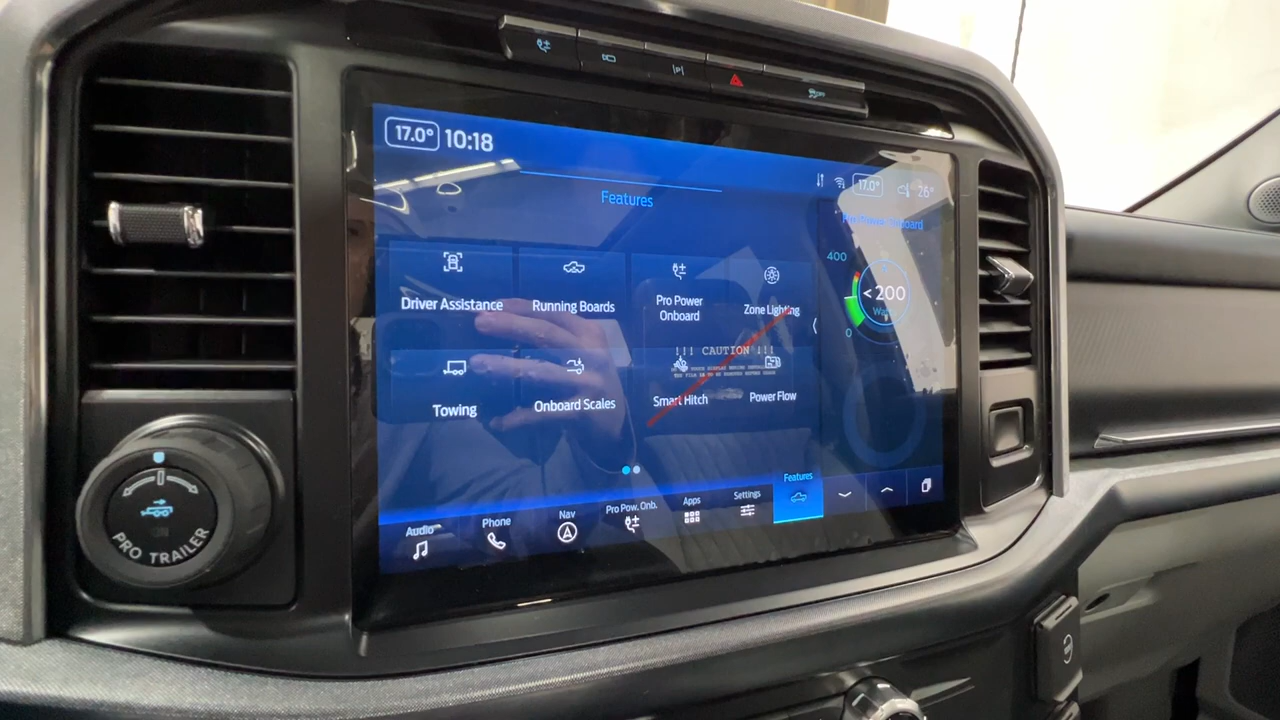 17.0° 10:18
17.0° 26°
Features
Driver Assistance
Running Boards
Pro Power
Onboard
Zone Lighting
Towing
Onboard Scales
Smart Hitch
Power Flow
!!! CAUTION !!!
400
<200
0
Audio
Phone
Nav
Pro Pow. Onb.
Apps
Settings
Features
PRO TRAILER